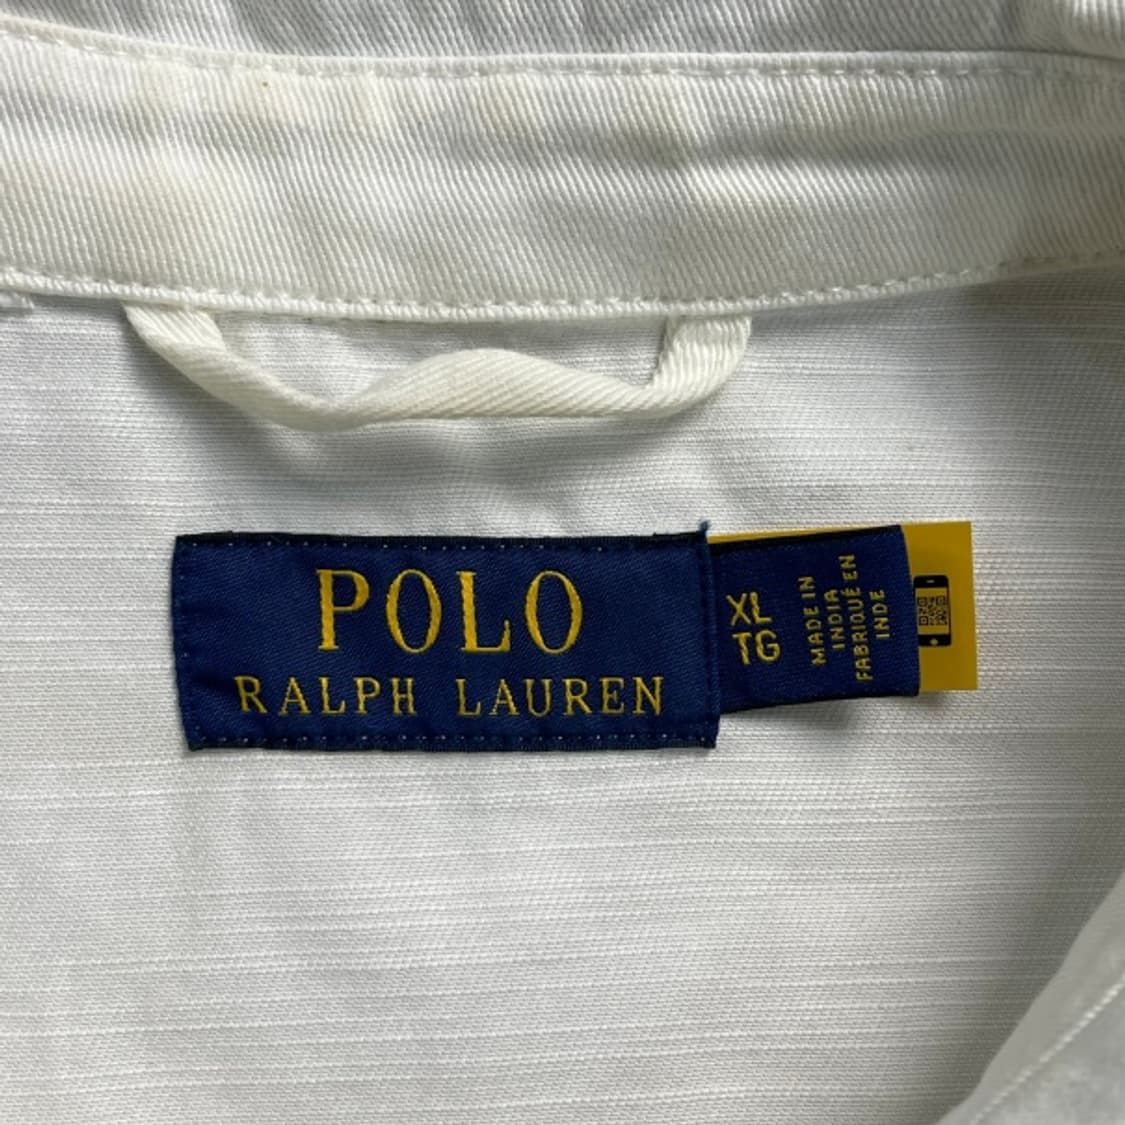 POLO
RALPH LAUREN
XL
TG
MADE IN
INDIA
FABRIQUÉ EN
INDE